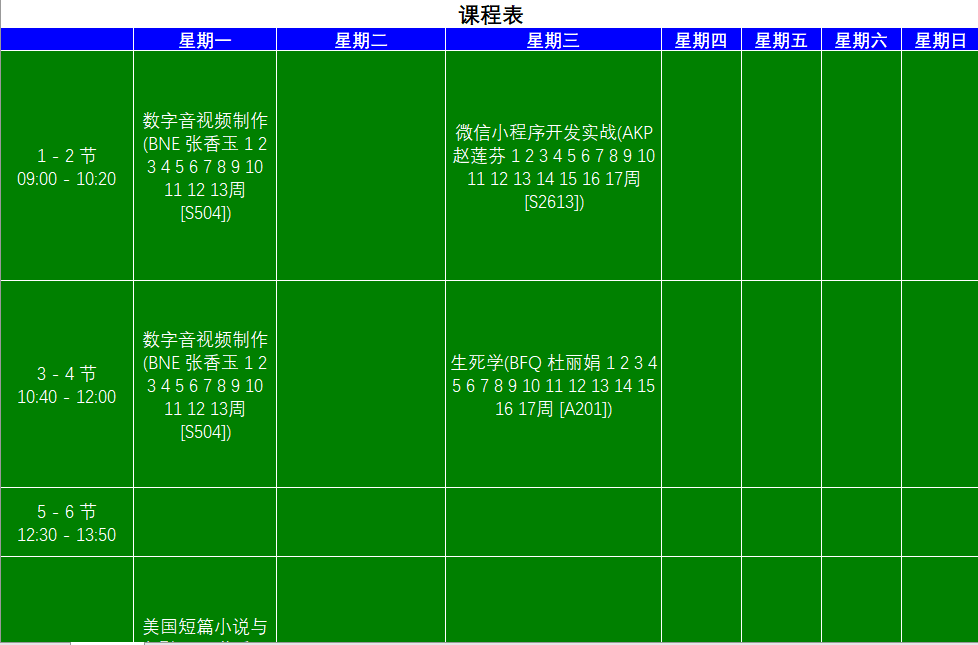 课程表
星期一 星期二 星期三 星期四 星期五 星期六 星期日
1 - 2 节
09:00 - 10:20
数字音视频制作
(BNE 张香玉 1 2
3 4 5 6 7 8 9 10
11 12 13周
[S504])
微信小程序开发实战(AKP
赵莲芬 1 2 3 4 5 6 7 8 9 10
11 12 13 14 15 16 17周
[S2613])
3 - 4 节
10:40 - 12:00
数字音视频制作
(BNE 张香玉 1 2
3 4 5 6 7 8 9 10
11 12 13周
[S504])
生死学(BFQ 杜丽娟 1 2 3 4
5 6 7 8 9 10 11 12 13 14 15
16 17周 [A201])
5 - 6 节
12:30 - 13:50
美国短篇小说与